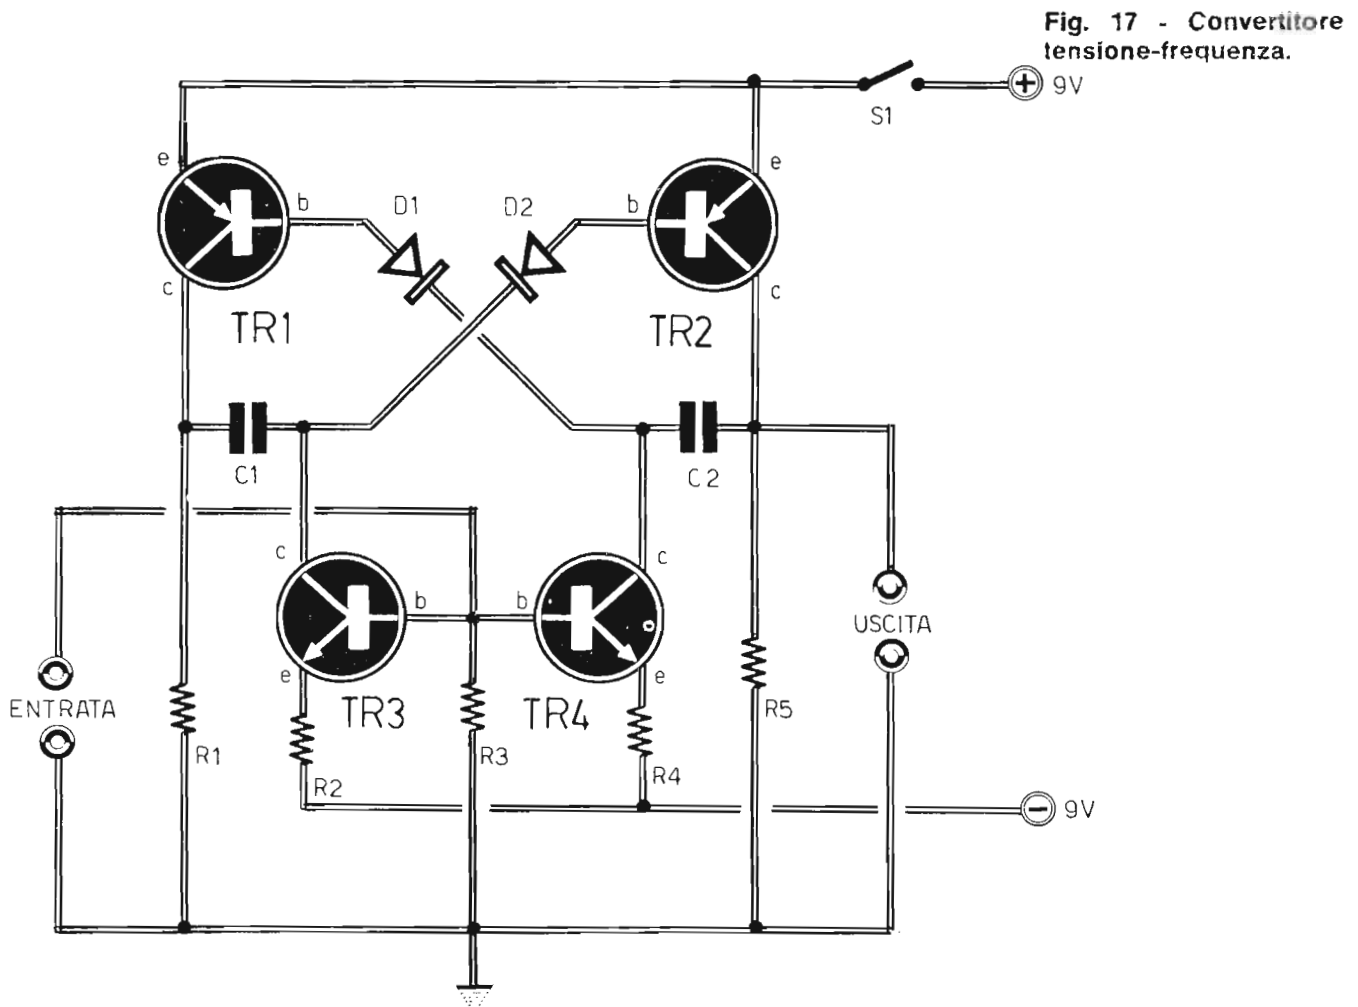 Fig. 17 - Convertitore
tensione-frequenza.
9V
S1
e
e
b
D1
D2
b
c
c
TR1
TR2
C1
C2
c
c
b
b
USCITA
e
e
ENTRATA
TR3
TR4
R5
R1
R3
R2
R4
9V